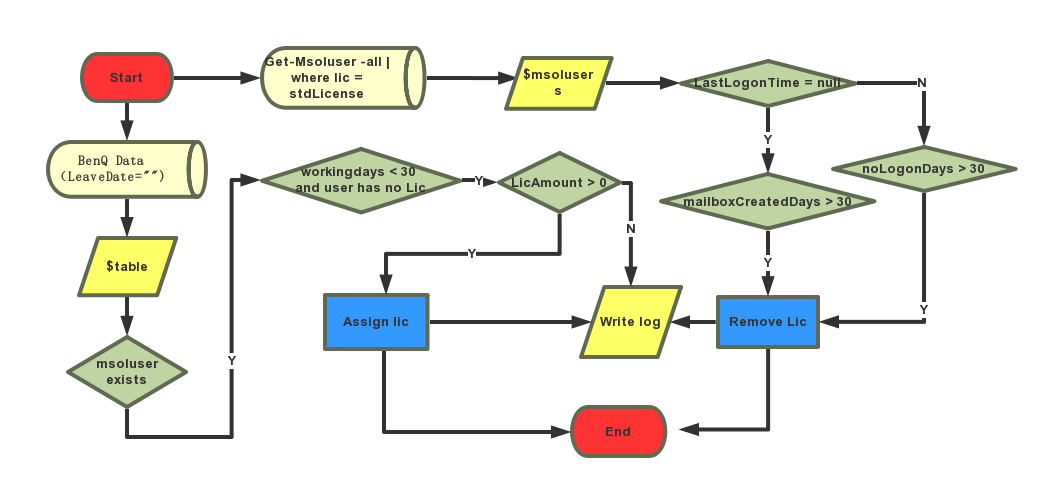 Start
Get-Msoluser -all |
where lic =
stdLicense
$msoluser
s
LastLogonTime = null
N
Y
BenQ Data
(LeaveDate="")
workingdays < 30
and user has no Lic
Y
LicAmount > 0
noLogonDays > 30
mailboxCreatedDays > 30
N
Y
Y
$table
Assign lic
Write log
Remove Lic
Y
msoluser
exists
Y
End